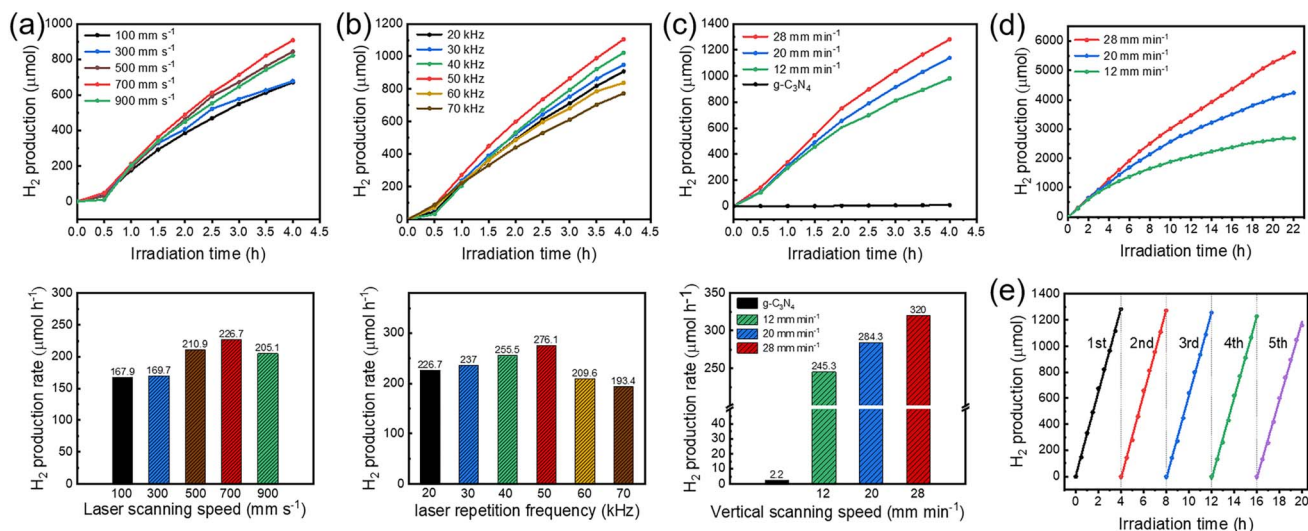 (a)
1000
800
600
400
200
0
H₂ production (μmol)
100 mm s⁻¹
300 mm s⁻¹
500 mm s⁻¹
700 mm s⁻¹
900 mm s⁻¹
0.0 0.5 1.0 1.5 2.0 2.5 3.0 3.5 4.0 4.5
Irradiation time (h)
(b)
1200
1000
800
600
400
200
0
H₂ production (μmol)
20 kHz
30 kHz
40 kHz
50 kHz
60 kHz
70 kHz
0.0 0.5 1.0 1.5 2.0 2.5 3.0 3.5 4.0 4.5
Irradiation time (h)
(c)
1400
1200
1000
800
600
400
200
0
H₂ production (μmol)
28 mm min⁻¹
20 mm min⁻¹
12 mm min⁻¹
g-C₃N₄
0.0 0.5 1.0 1.5 2.0 2.5 3.0 3.5 4.0 4.5
Irradiation time (h)
(d)
6000
5000
4000
3000
2000
1000
0
H₂ production (μmol)
28 mm min⁻¹
20 mm min⁻¹
12 mm min⁻¹
0 2 4 6 8 10 12 14 16 18 20 22
Irradiation time (h)
300
250
200
150
100
50
0
H₂ production rate (μmol h⁻¹)
167.9 169.7 210.9 226.7 205.1
100 300 500 700 900
Laser scanning speed (mm s⁻¹)
300
200
100
0
H₂ production rate (μmol h⁻¹)
226.7 237 255.5 276.1 209.6 193.4
20 30 40 50 60 70
laser repetition frequency (kHz)
350
300
245
40
30
20
10
0
H₂ production rate (μmol h⁻¹)
g-C₃N₄
12 mm min⁻¹
20 mm min⁻¹
28 mm min⁻¹
2.2 245.3 284.3 320
12 20 28
Vertical scanning speed (mm min⁻¹)
(e)
1400
1200
1000
800
600
400
200
0
H₂ production (μmol)
1st 2nd 3rd 4th 5th
0 4 8 12 16 20
Irradiation time (h)